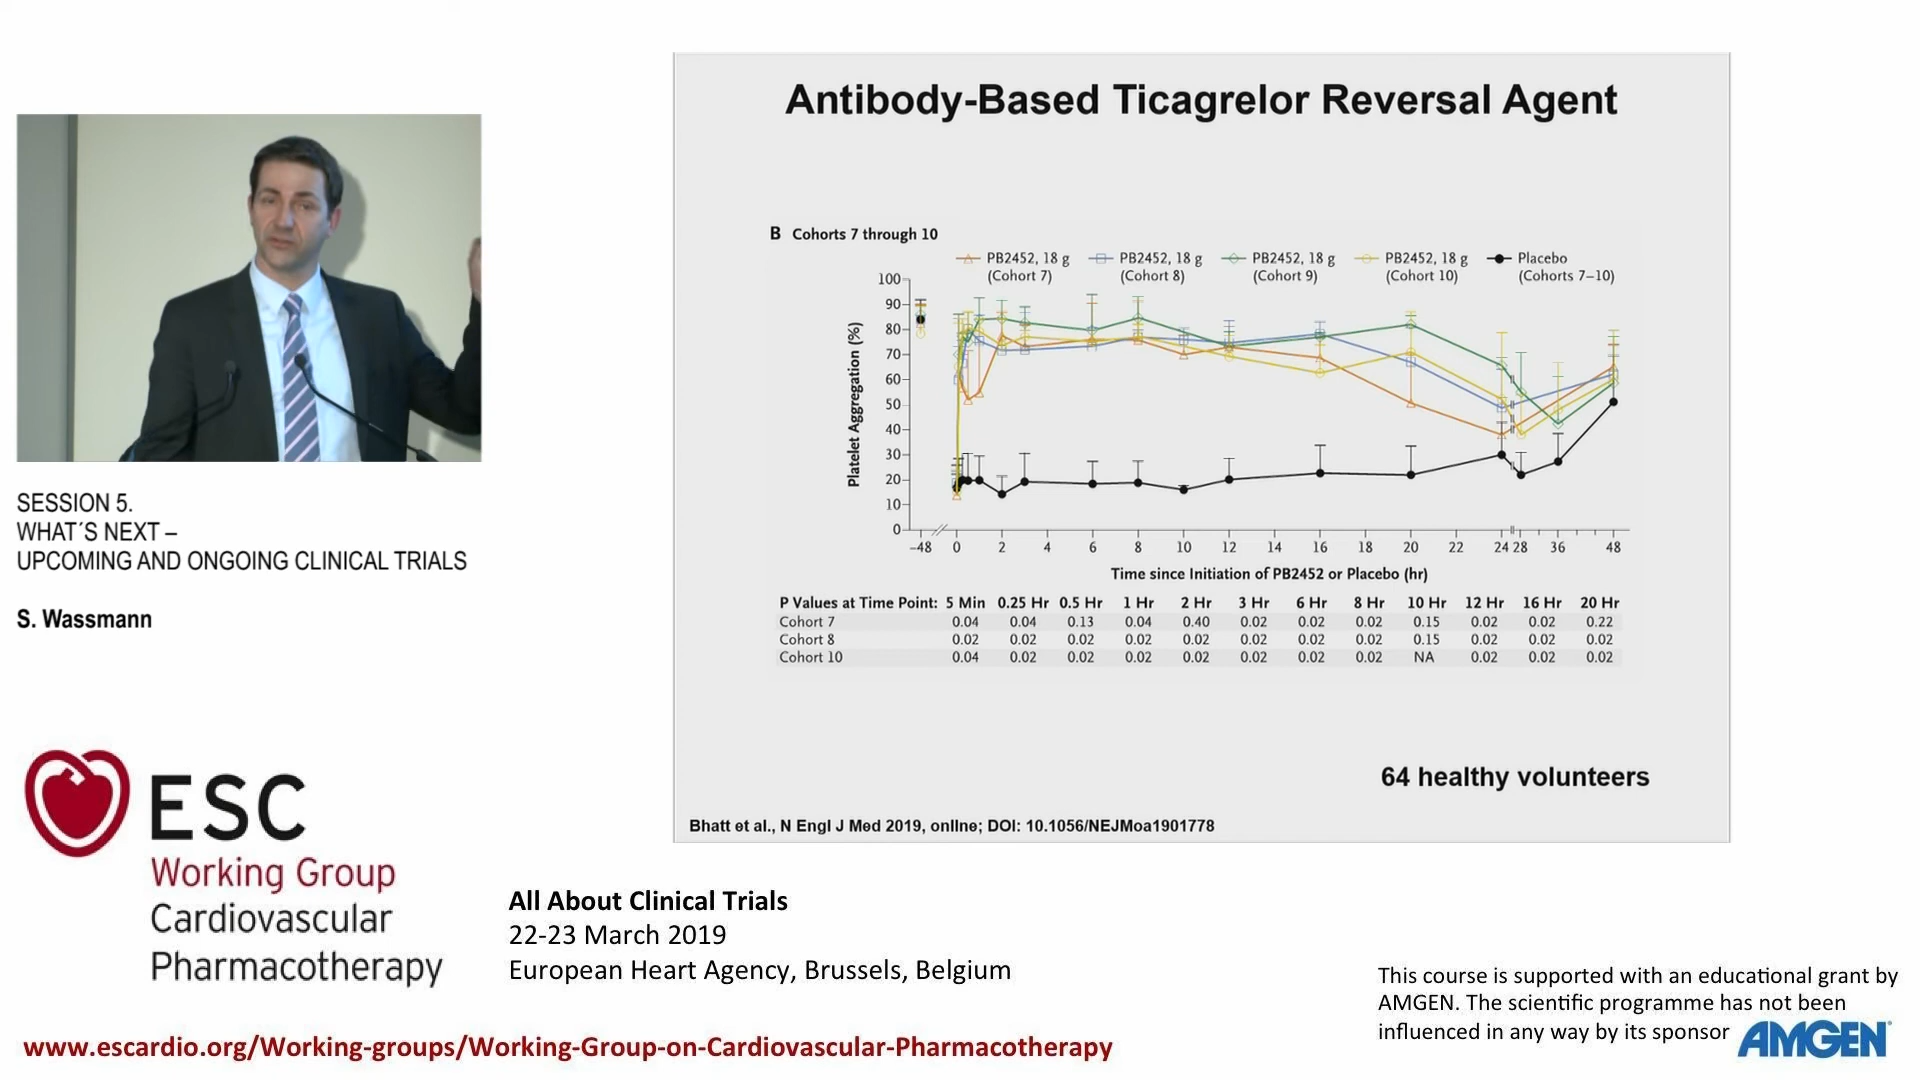 Antibody-Based Ticagrelor Reversal Agent
B Cohorts 7 through 10
PB2452, 18 g (Cohort 7)
PB2452, 18 g (Cohort 8)
PB2452, 18 g (Cohort 9)
PB2452, 18 g (Cohort 10)
Placebo (Cohorts 7–10)
Platelet Aggregation (%)
100
90
80
70
60
50
40
30
20
10
0
−48 0 2 4 6 8 10 12 14 16 18 20 22 24 28 36 48
Time since Initiation of PB2452 or Placebo (hr)
P Values at Time Point: 5 Min 0.25 Hr 0.5 Hr 1 Hr 2 Hr 3 Hr 6 Hr 8 Hr 10 Hr 12 Hr 16 Hr 20 Hr
Cohort 7 0.04 0.04 0.13 0.04 0.40 0.02 0.02 0.02 0.15 0.02 0.02 0.22
Cohort 8 0.02 0.02 0.02 0.02 0.02 0.02 0.02 0.02 0.15 0.02 0.02 0.02
Cohort 10 0.04 0.02 0.02 0.02 0.02 0.02 0.02 0.02 NA 0.02 0.02 0.02
64 healthy volunteers
Bhatt et al., N Engl J Med 2019, online; DOI: 10.1056/NEJMoa1901778
SESSION 5.
WHAT´S NEXT –
UPCOMING AND ONGOING CLINICAL TRIALS
S. Wassmann
ESC
Working Group
Cardiovascular
Pharmacotherapy
All About Clinical Trials
22-23 March 2019
European Heart Agency, Brussels, Belgium
This course is supported with an educational grant by
AMGEN. The scientific programme has not been
influenced in any way by its sponsor
AMGEN®
www.escardio.org/Working-groups/Working-Group-on-Cardiovascular-Pharmacotherapy